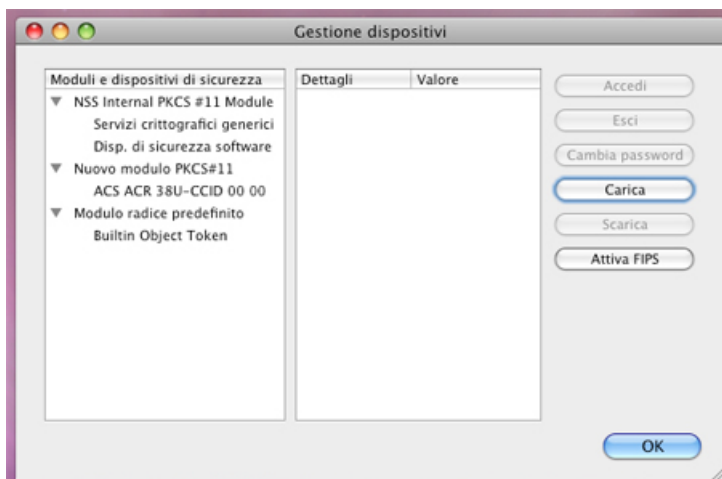 Gestione dispositivi
Moduli e dispositivi di sicurezza
NSS Internal PKCS #11 Module
Servizi crittografici generici
Disp. di sicurezza software
Nuovo modulo PKCS#11
ACS ACR 38U-CCID 00 00
Modulo radice predefinito
Builtin Object Token
Dettagli
Valore
Accedi
Esci
Cambia password
Carica
Scarica
Attiva FIPS
OK